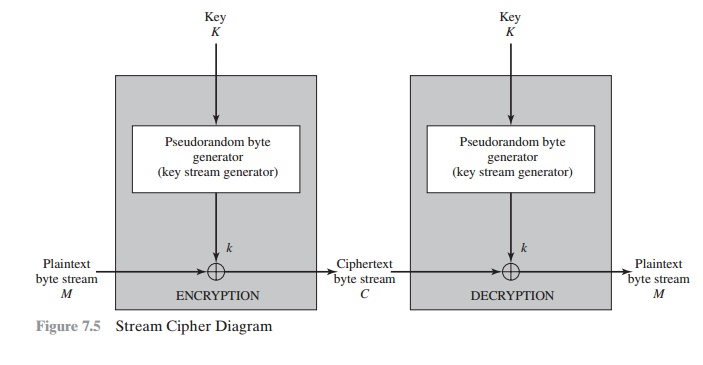 Key
K
Key
K
Pseudorandom byte
generator
(key stream generator)
Pseudorandom byte
generator
(key stream generator)
k
k
Plaintext
byte stream
M
Ciphertext
byte stream
C
Plaintext
byte stream
M
ENCRYPTION
DECRYPTION
Figure 7.5 Stream Cipher Diagram